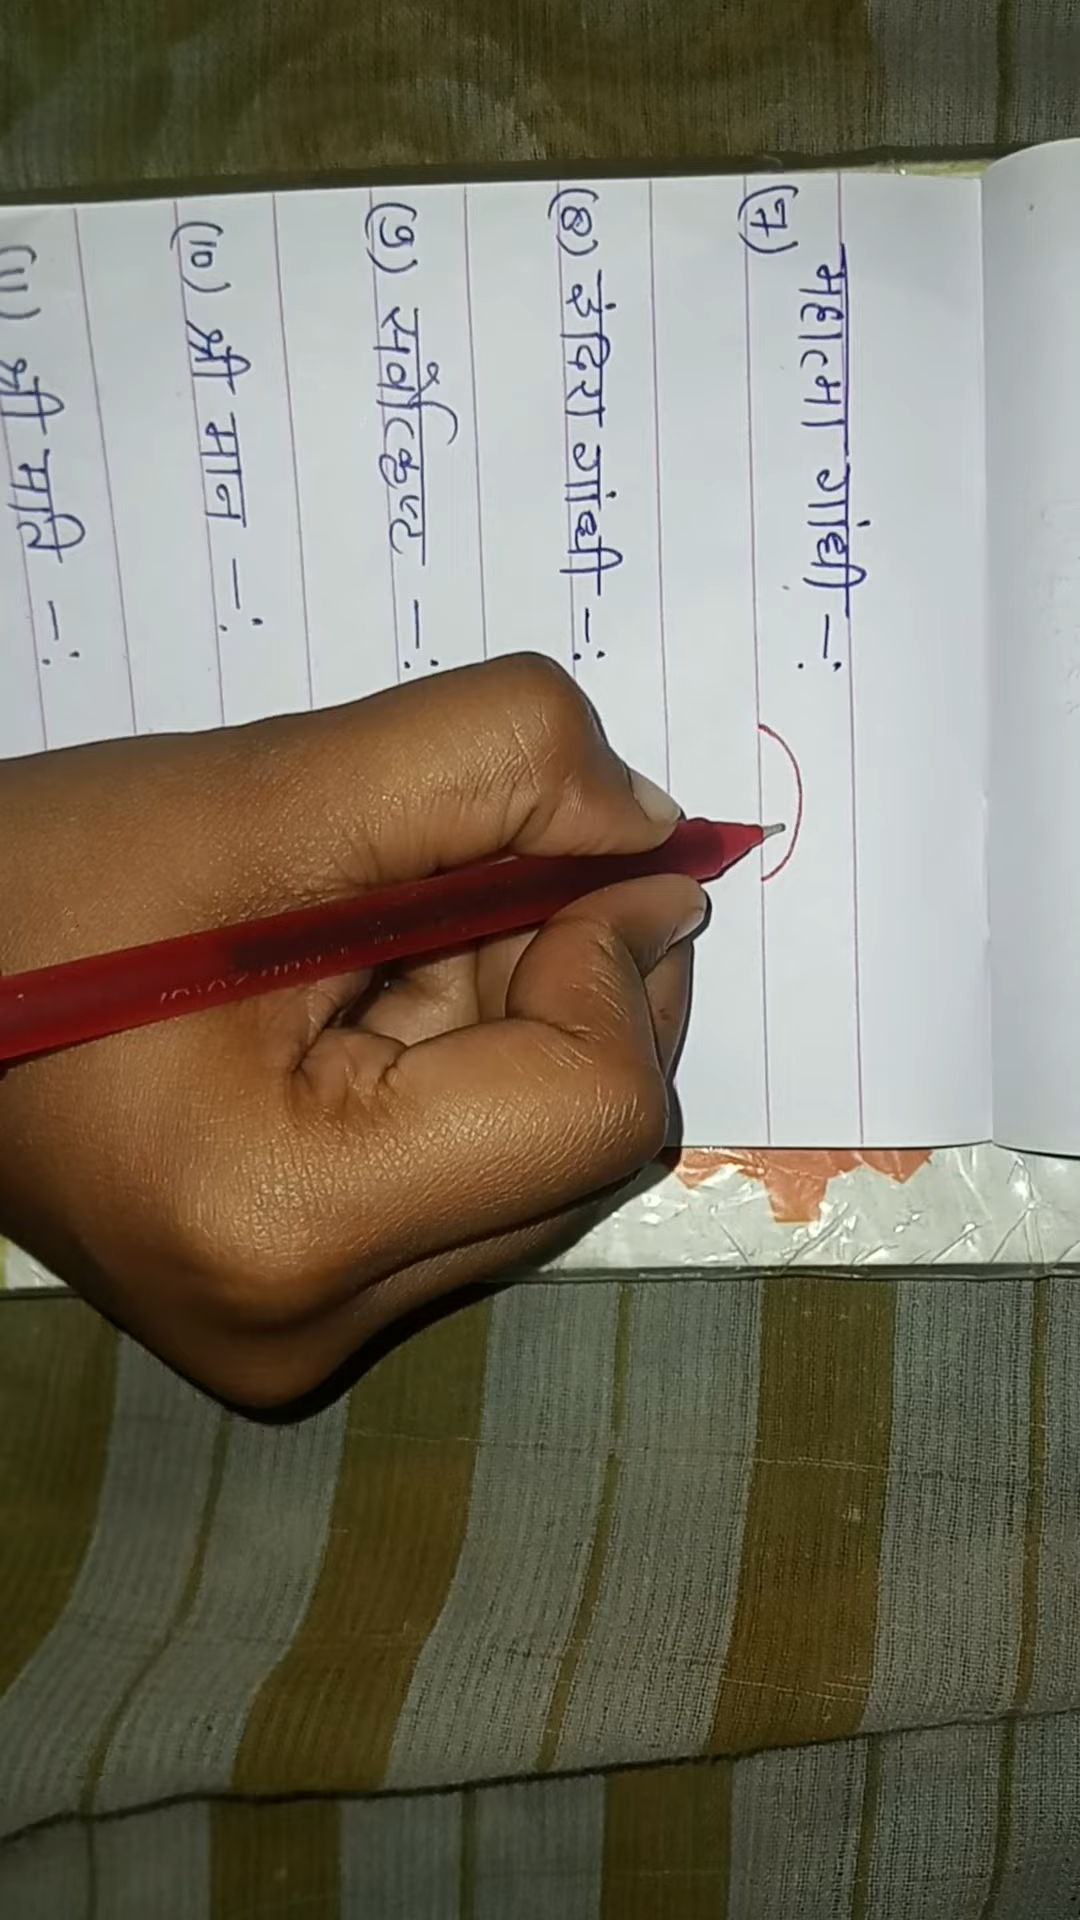 (7) महात्मा गांधी -:
(8) इंदिरा गांधी -:
(9) सर्वोत्कृष्ट -:
(10) श्री मान -:
(11) श्री मति -: